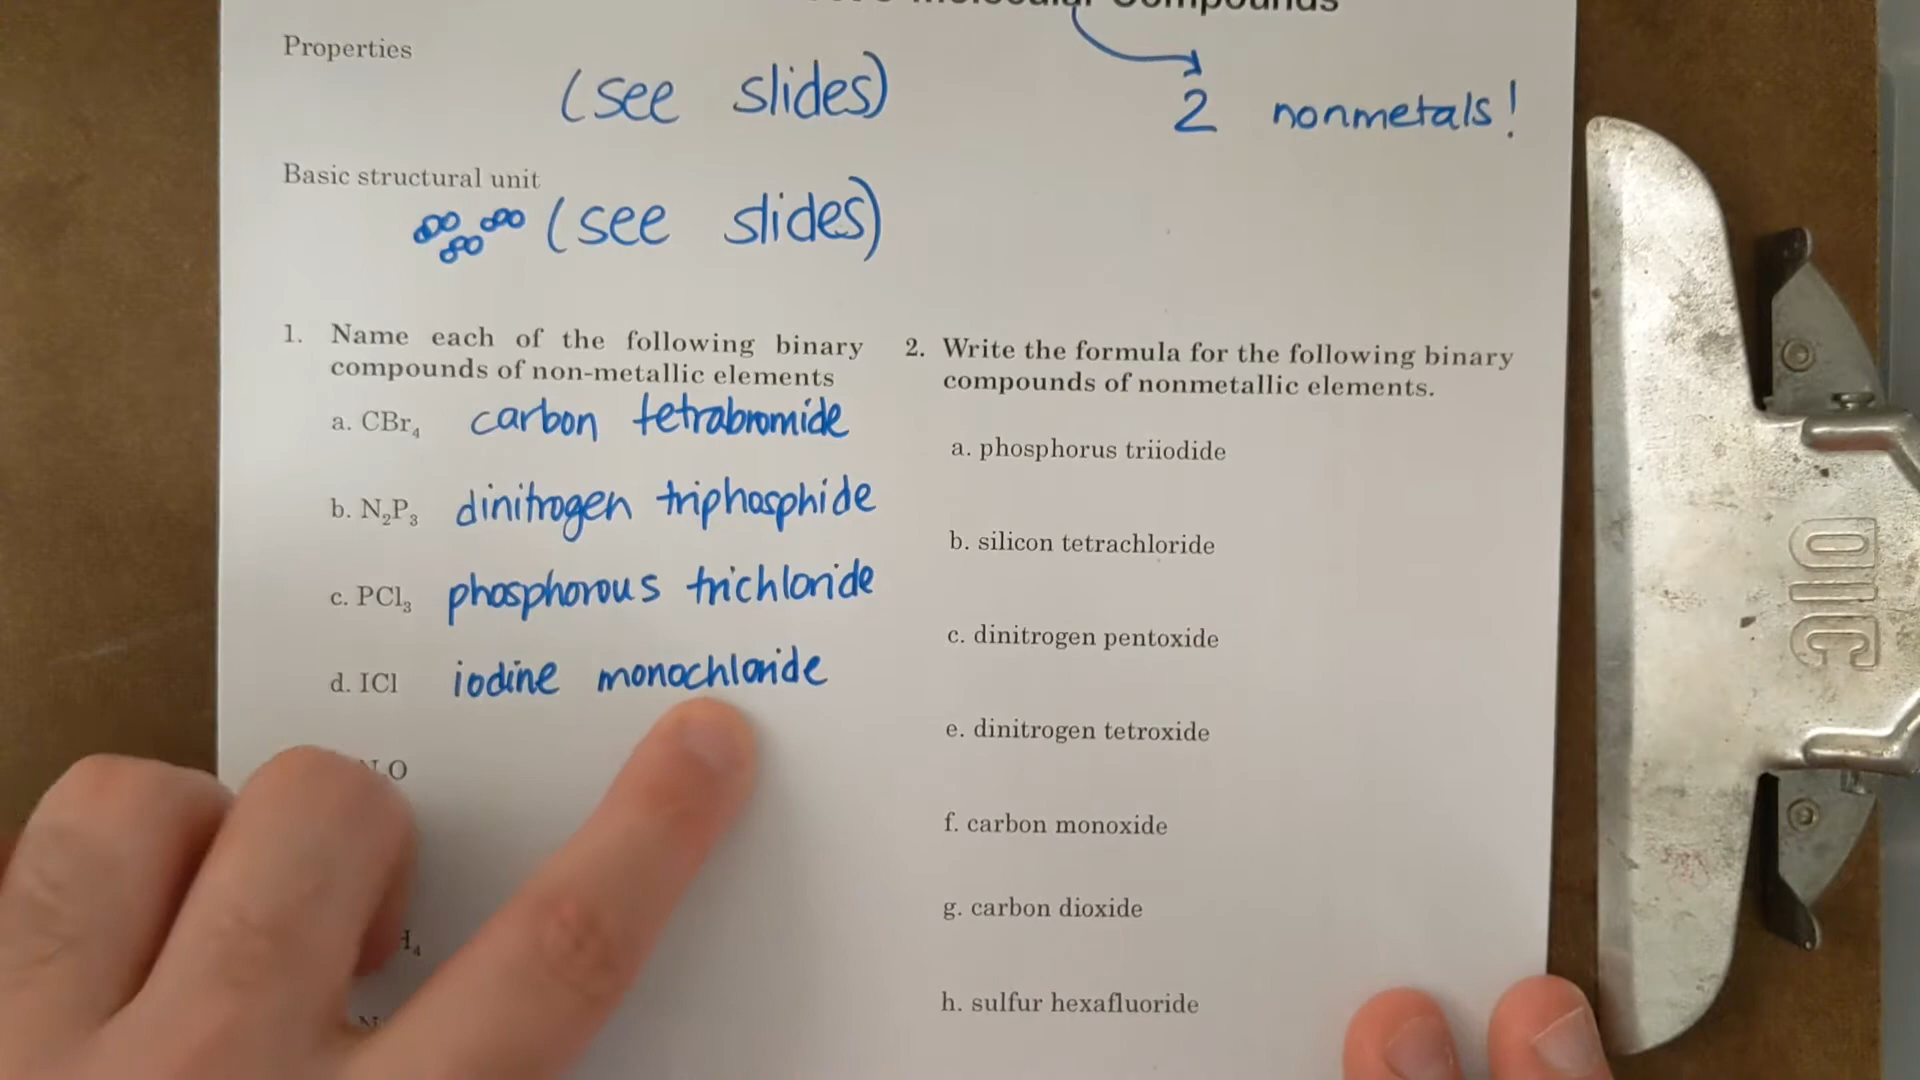 Molecular Compounds
Properties
(see slides)
2 nonmetals!
Basic structural unit
(see slides)
1. Name each of the following binary
compounds of non-metallic elements
a. CBr₄ carbon tetrabromide
b. N₂P₃ dinitrogen triphosphide
c. PCl₃ phosphorous trichloride
d. ICl iodine monochloride
O
H₄
2. Write the formula for the following binary
compounds of nonmetallic elements.
a. phosphorus triiodide
b. silicon tetrachloride
c. dinitrogen pentoxide
e. dinitrogen tetroxide
f. carbon monoxide
g. carbon dioxide
h. sulfur hexafluoride
OIC